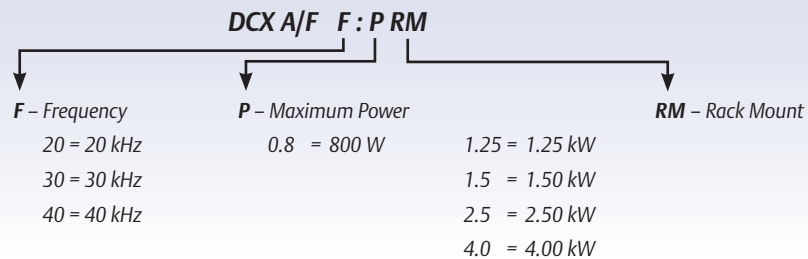 DCX A/F F : P RM
F – Frequency
20 = 20 kHz
30 = 30 kHz
40 = 40 kHz
P – Maximum Power
0.8 = 800 W
1.25 = 1.25 kW
1.5 = 1.50 kW
2.5 = 2.50 kW
4.0 = 4.00 kW
RM – Rack Mount